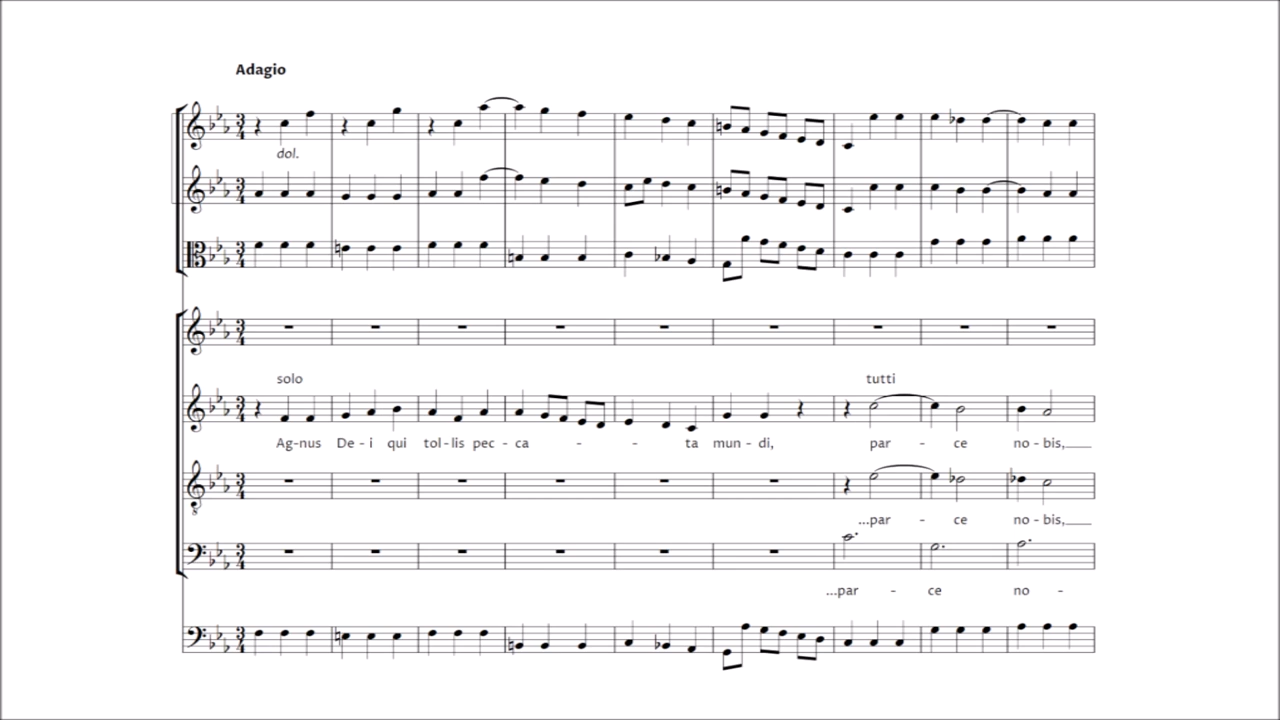 Adagio
dol.
solo
tutti
Ag-nus De - i qui tol-lis pec - ca - - ta mun - di, par - ce no - bis,
...par - ce no - bis,
...par - ce no -